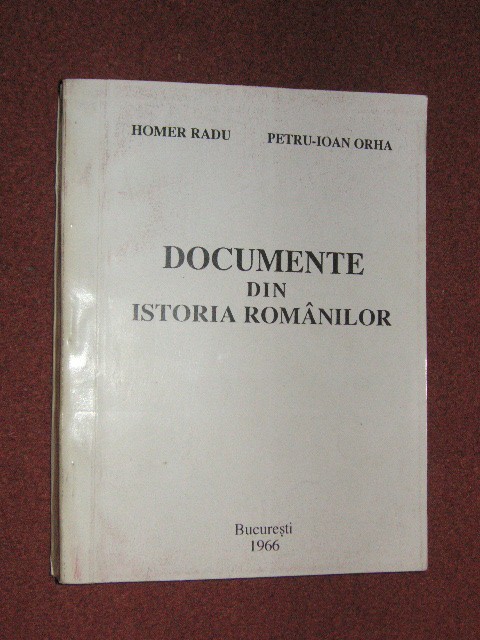 HOMER RADU PETRU-IOAN ORHA
DOCUMENTE
DIN
ISTORIA ROMÂNILOR
București
1966